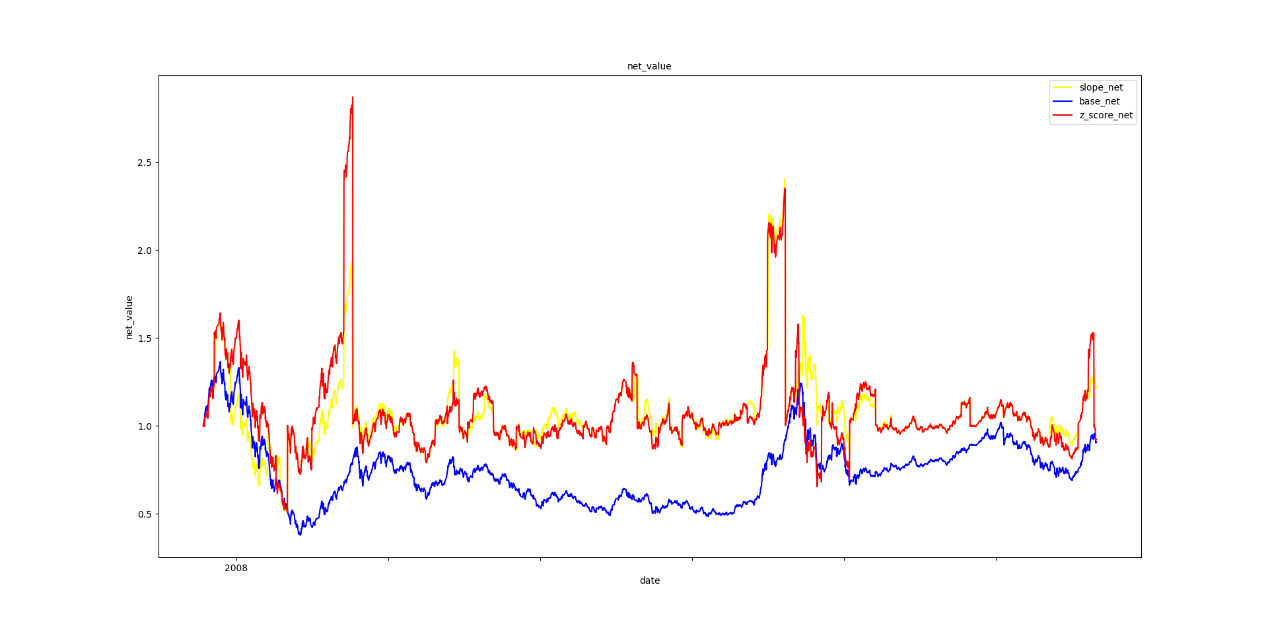 net_value
slope_net
base_net
z_score_net
2.5
2.0
1.5
1.0
0.5
net_value
2008
date